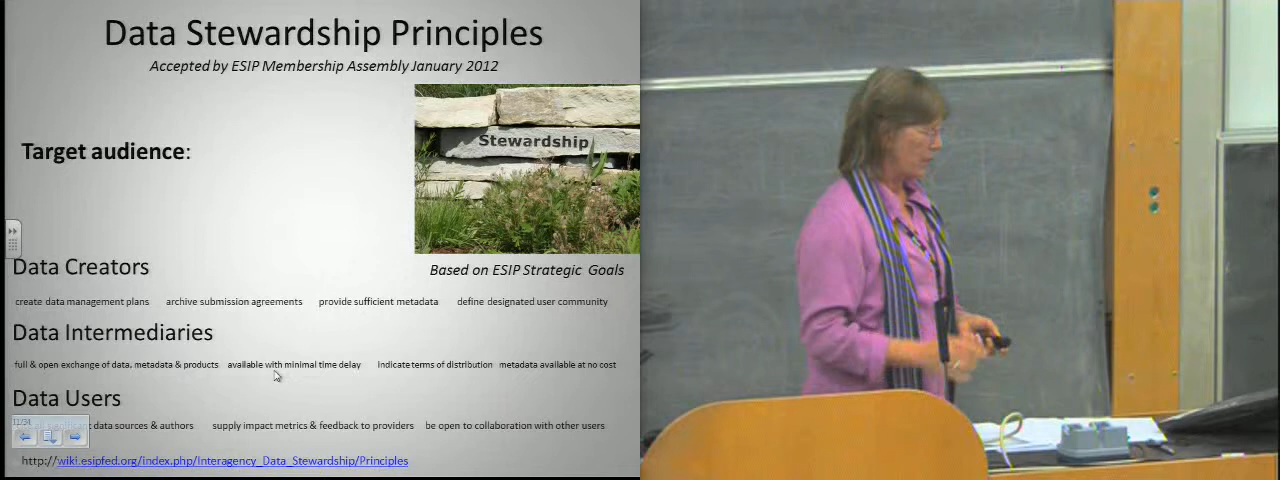 Data Stewardship Principles
Accepted by ESIP Membership Assembly January 2012
Stewardship
Target audience:
Data Creators
Based on ESIP Strategic Goals
create data management plans archive submission agreements provide sufficient metadata define designated user community
Data Intermediaries
full & open exchange of data, metadata & products available with minimal time delay Indicate terms of distribution metadata available at no cost
Data Users
11/34
data sources & authors supply impact metrics & feedback to providers be open to collaboration with other users
http://wiki.esipfed.org/index.php/Interagency_Data_Stewardship/Principles